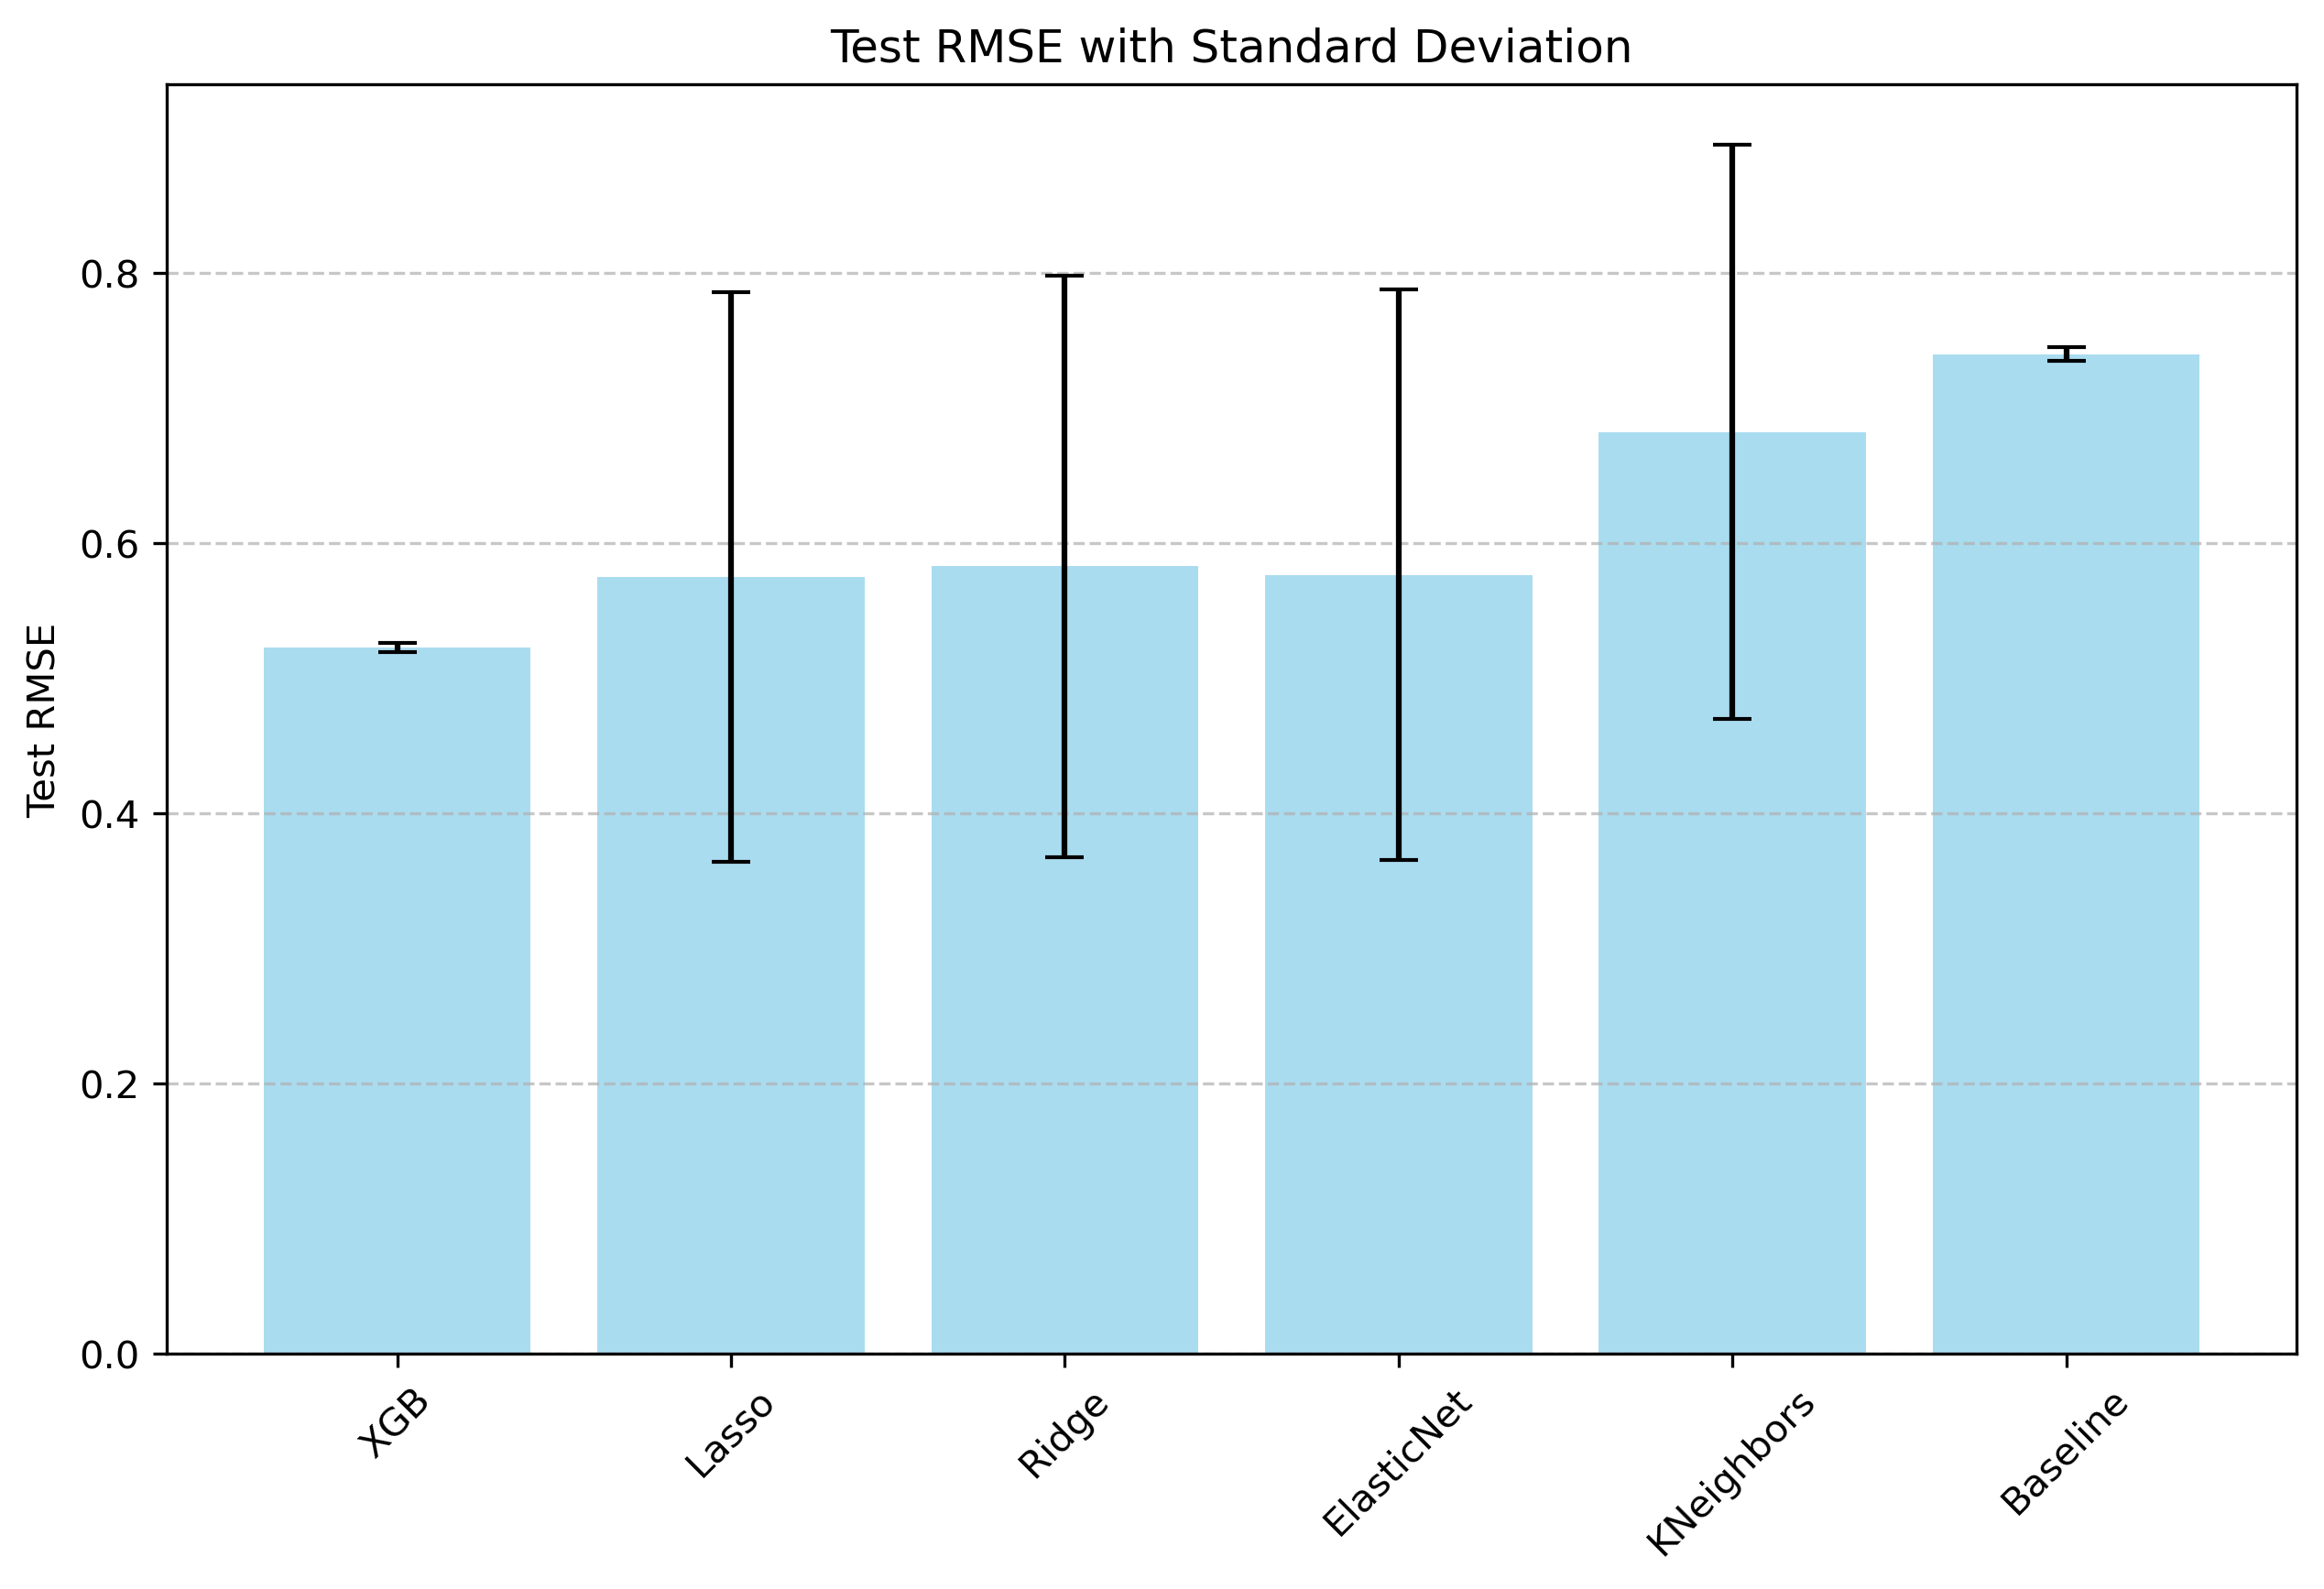 Test RMSE with Standard Deviation
Test RMSE
0.8
0.6
0.4
0.2
0.0
XGB
Lasso
Ridge
ElasticNet
KNeighbors
Baseline